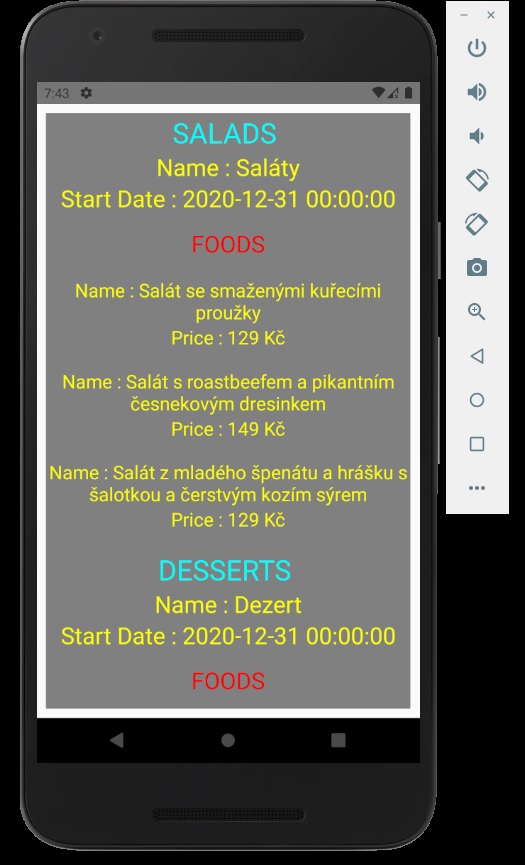 7:43
SALADS
Name : Saláty
Start Date : 2020-12-31 00:00:00
FOODS
Name : Salát se smaženými kuřecími
proužky
Price : 129 Kč
Name : Salát s roastbeefem a pikantním
česnekovým dresinkem
Price : 149 Kč
Name : Salát z mladého špenátu a hrášku s
šalotkou a čerstvým kozím sýrem
Price : 129 Kč
DESSERTS
Name : Dezert
Start Date : 2020-12-31 00:00:00
FOODS